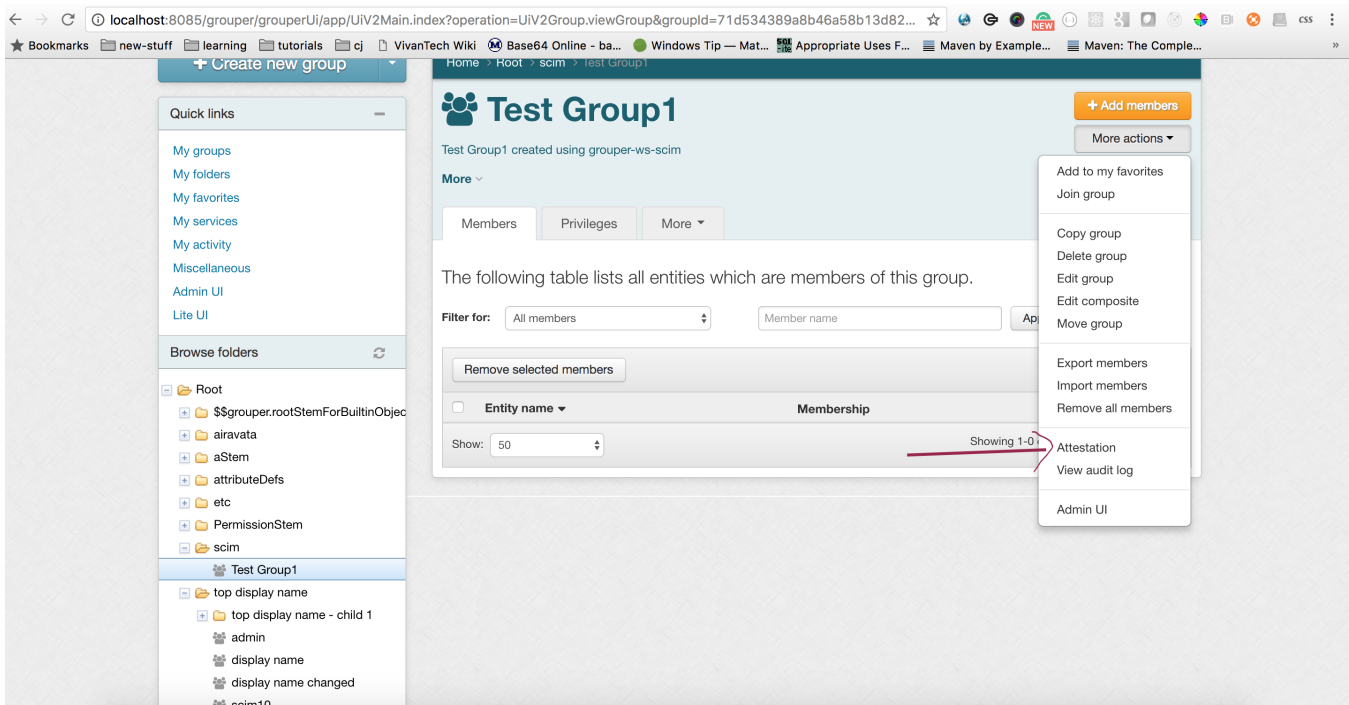 localhost:8085/grouper/grouperUi/app/UiV2Main.index?operation=UiV2Group.viewGroup&groupId=71d534389a8b46a58b13d82...
NEW
css
Bookmarks new-stuff learning tutorials cj VivanTech Wiki Base64 Online - ba... Windows Tip — Mat... Appropriate Uses F... Maven by Example... Maven: The Comple... »
+ Create new group
Home > Root > scim > Test Group1
Quick links
My groups
My folders
My favorites
My services
My activity
Miscellaneous
Admin UI
Lite UI
Browse folders
Root
$$grouper.rootStemForBuiltinObjec
airavata
aStem
attributeDefs
etc
PermissionStem
scim
Test Group1
top display name
top display name - child 1
admin
display name
display name changed
scim10
Test Group1
+ Add members
More actions
Test Group1 created using grouper-ws-scim
More
Members Privileges More
The following table lists all entities which are members of this group.
Filter for: All members Member name
Remove selected members
Entity name Membership
Show: 50 Showing 1-0
Add to my favorites
Join group
Copy group
Delete group
Edit group
Edit composite
Move group
Export members
Import members
Remove all members
Attestation
View audit log
Admin UI